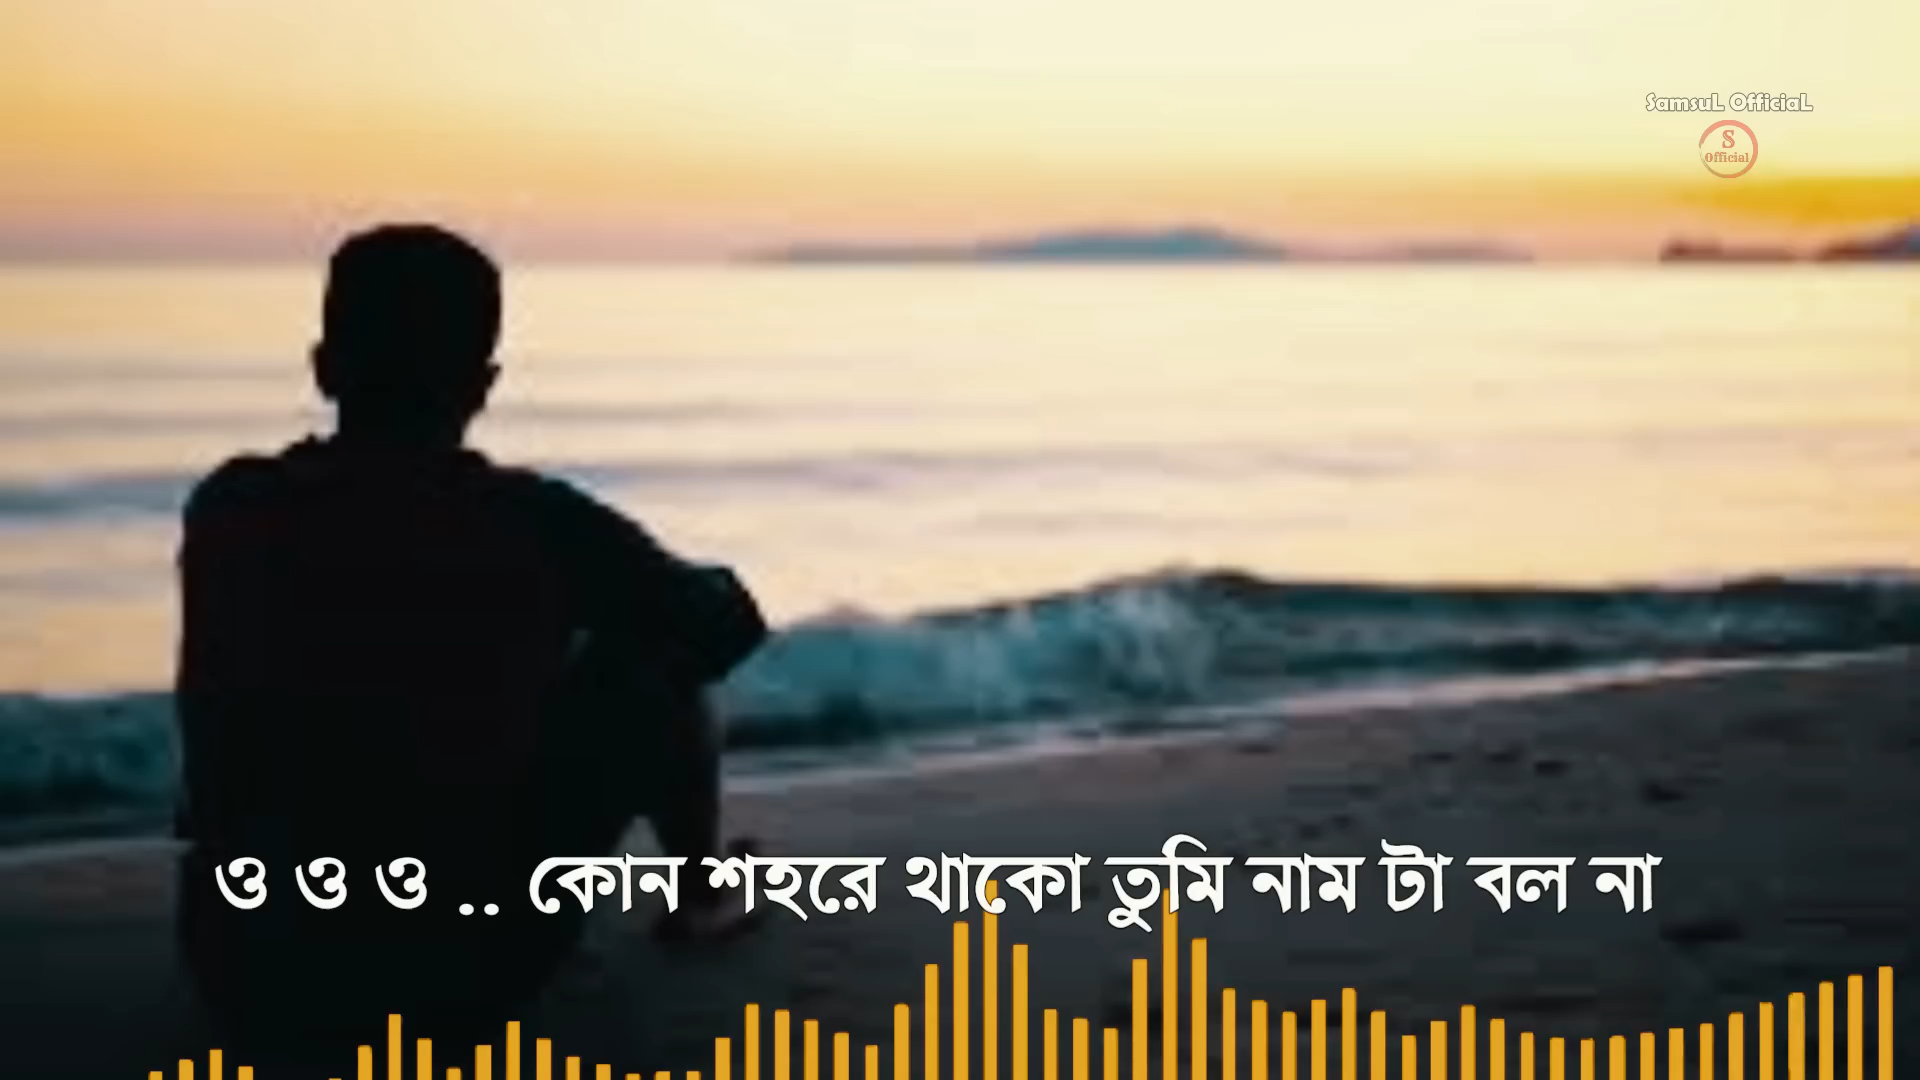 SamsuL OfficiaL
S
Official
ও ও ও .. কোন শহরে থাকো তুমি নাম টা বল না